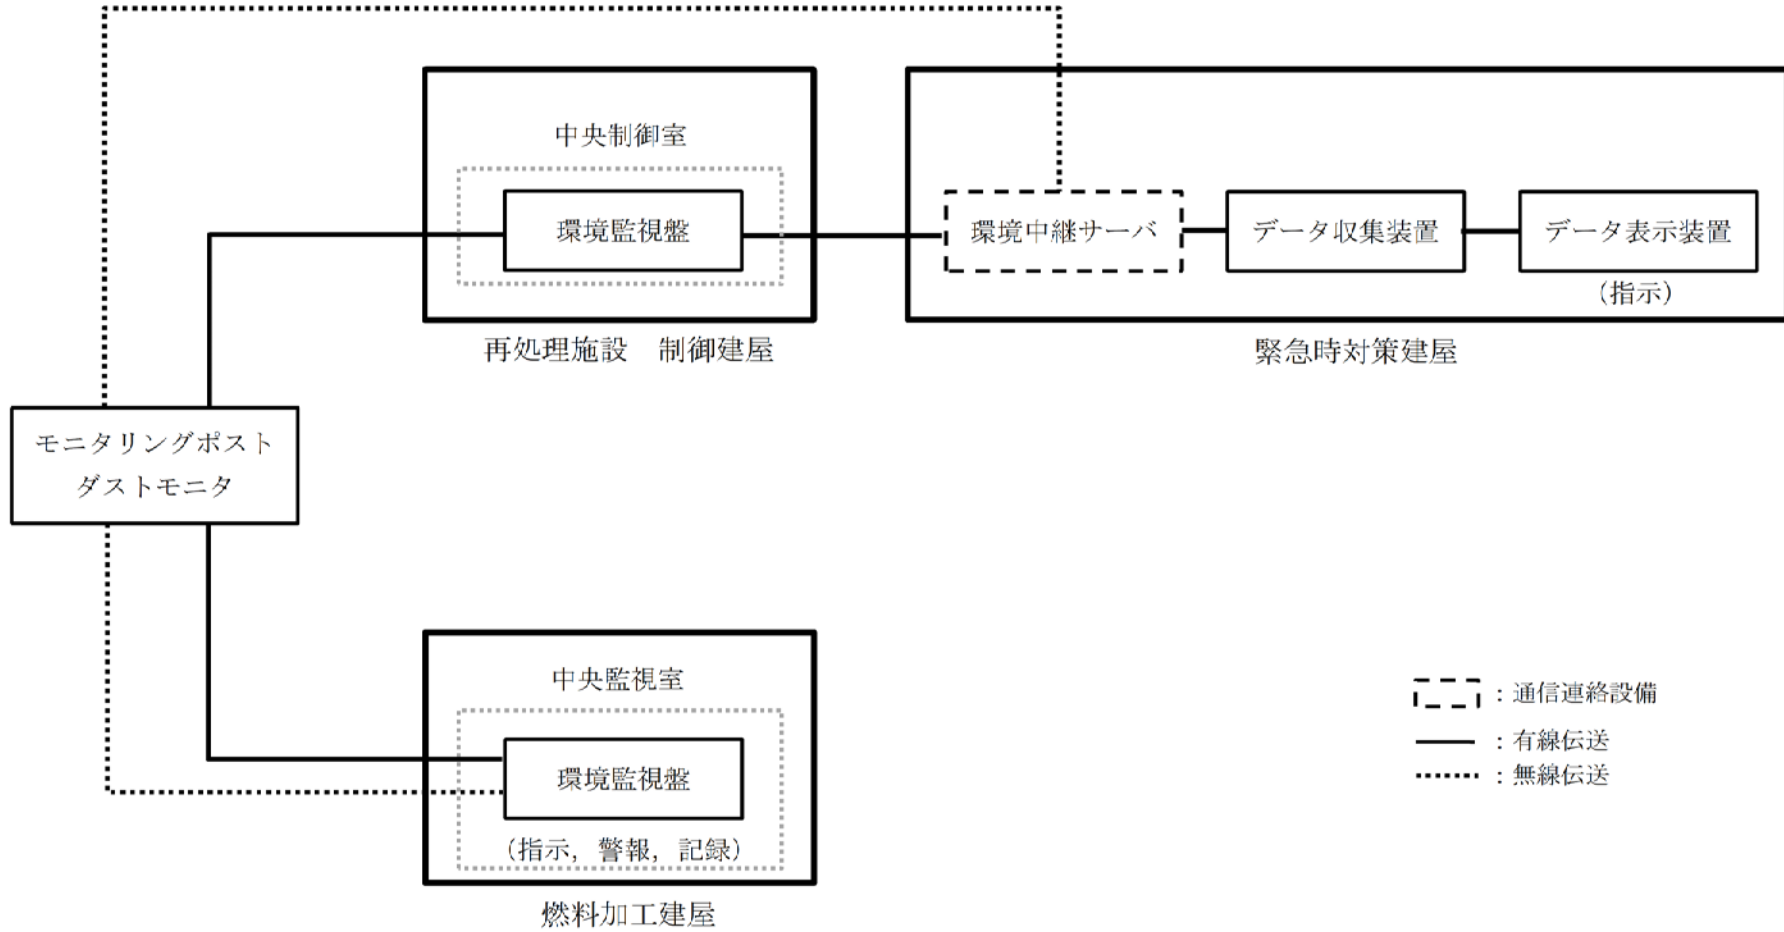 中央制御室
環境監視盤
再処理施設　制御建屋
環境中継サーバ
データ収集装置
データ表示装置
（指示）
緊急時対策建屋
モニタリングポスト
ダストモニタ
中央監視室
環境監視盤
（指示，警報，記録）
燃料加工建屋
：通信連絡設備
：有線伝送
：無線伝送